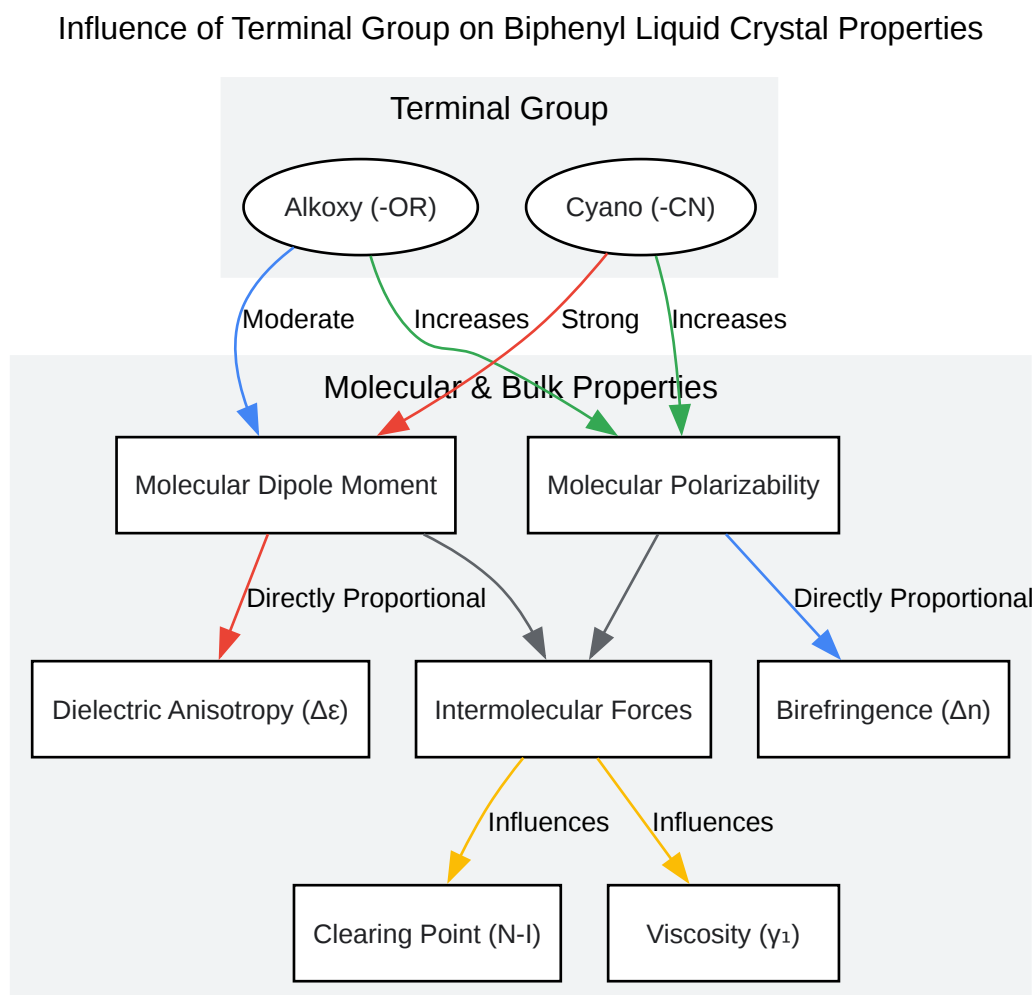 Influence of Terminal Group on Biphenyl Liquid Crystal Properties
Terminal Group
Alkoxy (-OR)
Cyano (-CN)
Moderate
Increases
Strong
Increases
Molecular & Bulk Properties
Molecular Dipole Moment
Molecular Polarizability
Directly Proportional
Directly Proportional
Dielectric Anisotropy (Δε)
Intermolecular Forces
Birefringence (Δn)
Influences
Influences
Clearing Point (N-I)
Viscosity (γ₁)